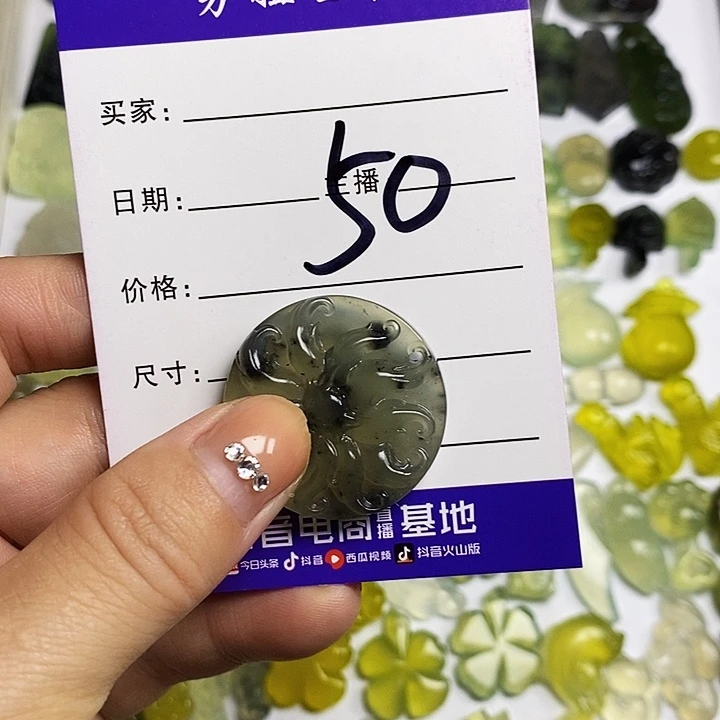 买家:
50
日期: 主播
价格:
尺寸:
音电商直播基地
今日头条 抖音 西瓜视频 抖音火山版